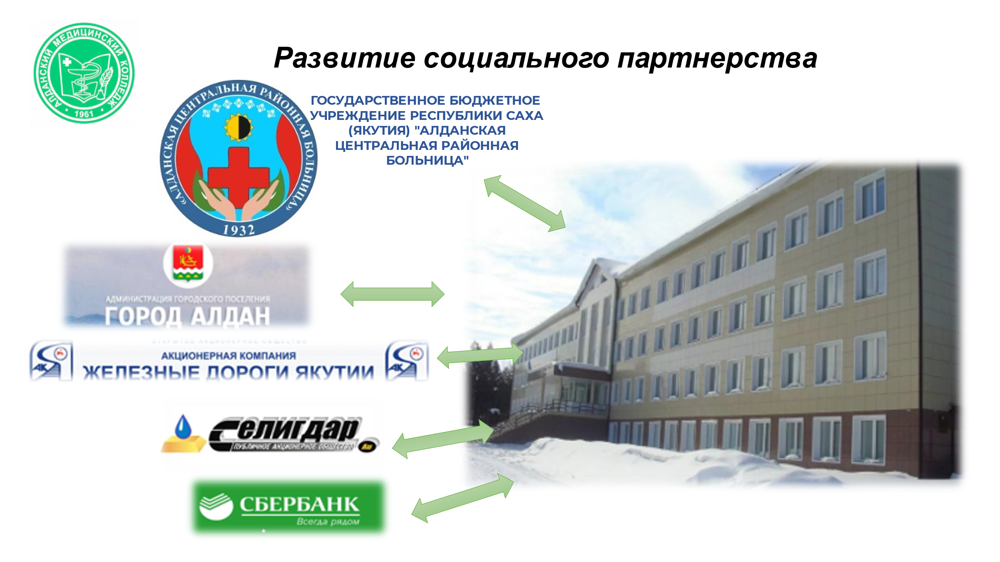 АЛДАНСКИЙ МЕДИЦИНСКИЙ КОЛЛЕДЖ
1961
Развитие социального партнерства
«АЛДАНСКАЯ ЦЕНТРАЛЬНАЯ РАЙОННАЯ БОЛЬНИЦА»
1932
ГОСУДАРСТВЕННОЕ БЮДЖЕТНОЕ
УЧРЕЖДЕНИЕ РЕСПУБЛИКИ САХА
(ЯКУТИЯ) "АЛДАНСКАЯ
ЦЕНТРАЛЬНАЯ РАЙОННАЯ
БОЛЬНИЦА"
АДМИНИСТРАЦИЯ ГОРОДСКОГО ПОСЕЛЕНИЯ
ГОРОД АЛДАН
ОТКРЫТОЕ АКЦИОНЕРНОЕ ОБЩЕСТВО
АКЦИОНЕРНАЯ КОМПАНИЯ
ЖЕЛЕЗНЫЕ ДОРОГИ ЯКУТИИ
АК
АК
Селигдар
ПУБЛИЧНОЕ АКЦИОНЕРНОЕ ОБЩЕСТВО
Au
СБЕРБАНК
Всегда рядом